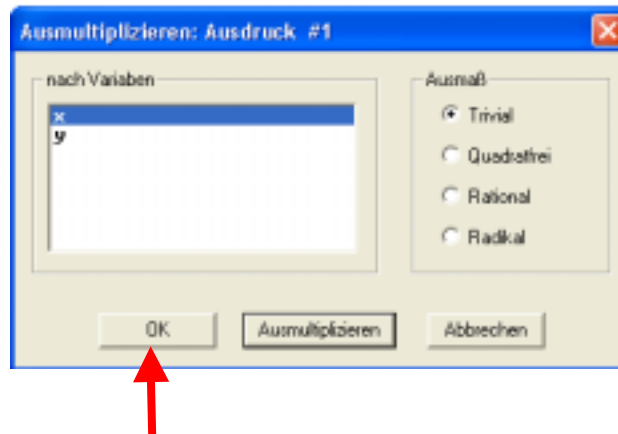 Ausmultiplizieren: Ausdruck #1
nach Variaben
x
y
Ausmaß
Trivial
Quadratfrei
Rational
Radikal
OK
Ausmultiplizieren
Abbrechen